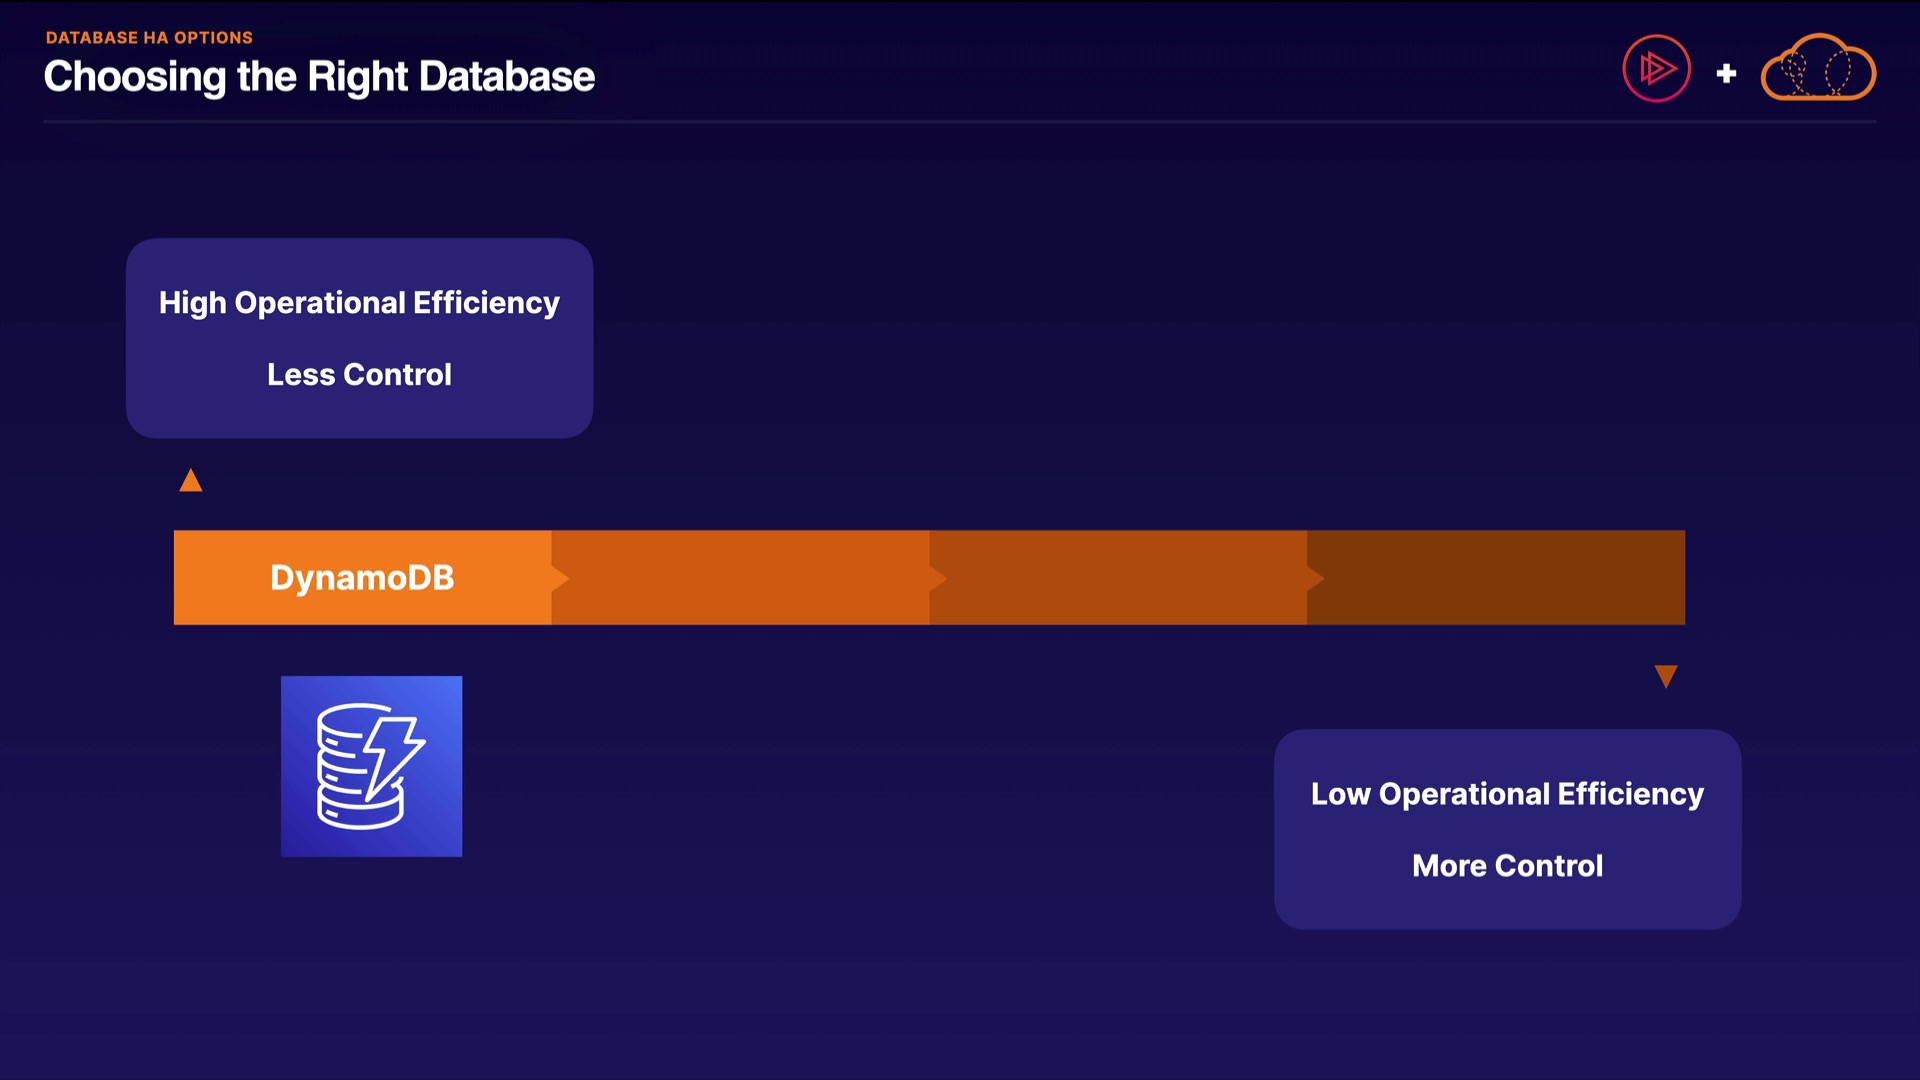 DATABASE HA OPTIONS
Choosing the Right Database
High Operational Efficiency
Less Control
DynamoDB
Low Operational Efficiency
More Control